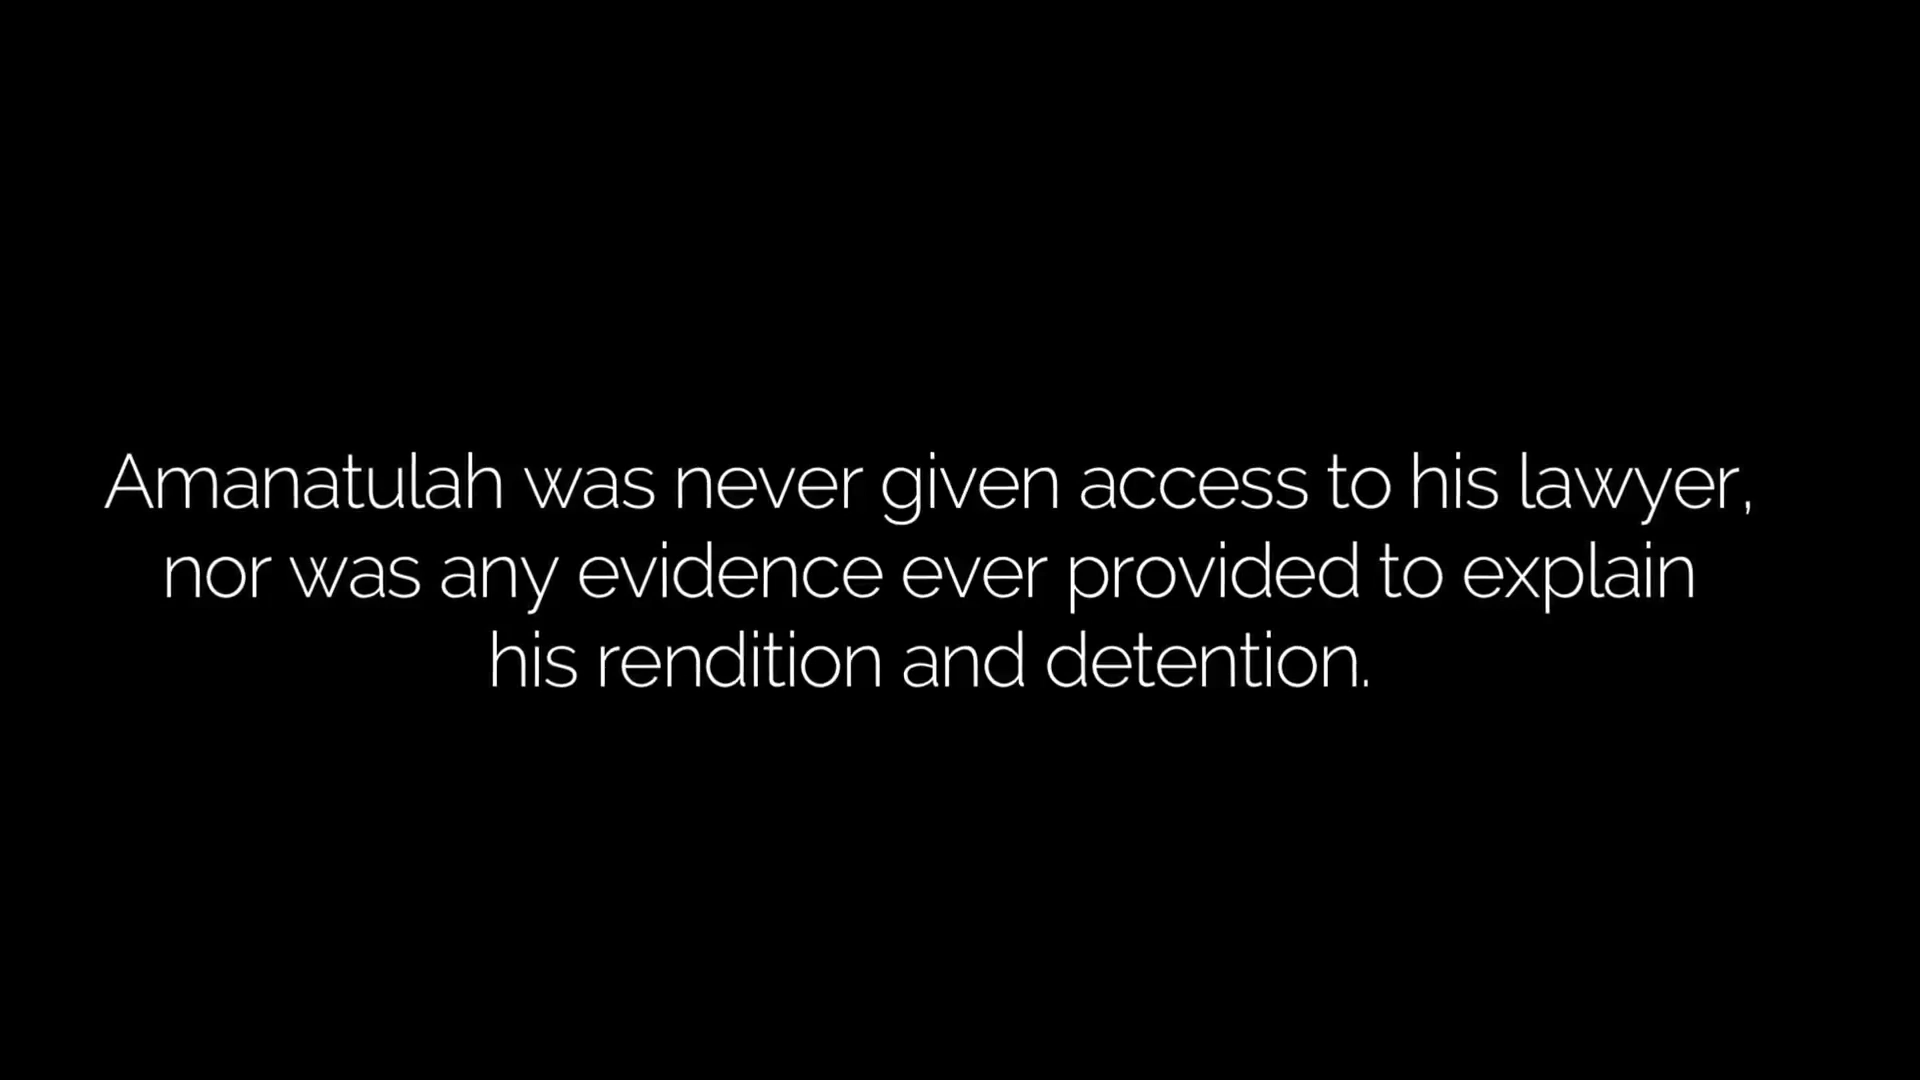 Amanatulah was never given access to his lawyer,
nor was any evidence ever provided to explain
his rendition and detention.